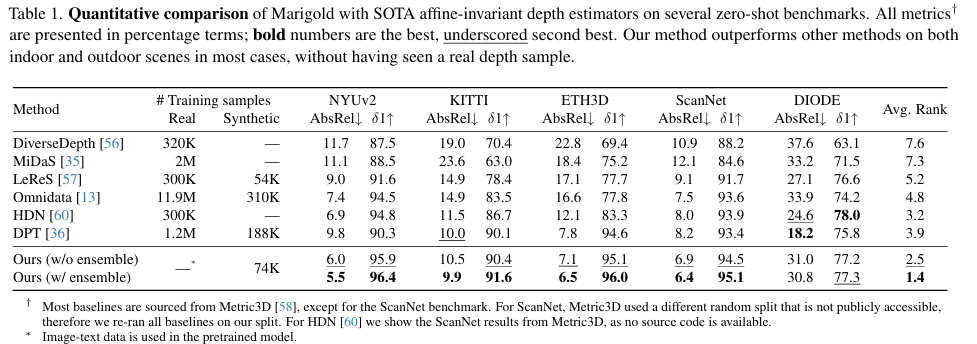 Table 1. Quantitative comparison of Marigold with SOTA affine-invariant depth estimators on several zero-shot benchmarks. All metrics†
are presented in percentage terms; bold numbers are the best, underscored second best. Our method outperforms other methods on both
indoor and outdoor scenes in most cases, without having seen a real depth sample.
Method # Training samples NYUv2 KITTI ETH3D ScanNet DIODE Avg. Rank
Real Synthetic AbsRel↓ δ1↑ AbsRel↓ δ1↑ AbsRel↓ δ1↑ AbsRel↓ δ1↑ AbsRel↓ δ1↑
DiverseDepth [56] 320K — 11.7 87.5 19.0 70.4 22.8 69.4 10.9 88.2 37.6 63.1 7.6
MiDaS [35] 2M — 11.1 88.5 23.6 63.0 18.4 75.2 12.1 84.6 33.2 71.5 7.3
LeReS [57] 300K 54K 9.0 91.6 14.9 78.4 17.1 77.7 9.1 91.7 27.1 76.6 5.2
Omnidata [13] 11.9M 310K 7.4 94.5 14.9 83.5 16.6 77.8 7.5 93.6 33.9 74.2 4.8
HDN [60] 300K — 6.9 94.8 11.5 86.7 12.1 83.3 8.0 93.9 24.6 78.0 3.2
DPT [36] 1.2M 188K 9.8 90.3 10.0 90.1 7.8 94.6 8.2 93.4 18.2 75.8 3.9
Ours (w/o ensemble) —* 74K 6.0 95.9 10.5 90.4 7.1 95.1 6.9 94.5 31.0 77.2 2.5
Ours (w/ ensemble) 5.5 96.4 9.9 91.6 6.5 96.0 6.4 95.1 30.8 77.3 1.4
† Most baselines are sourced from Metric3D [58], except for the ScanNet benchmark. For ScanNet, Metric3D used a different random split that is not publicly accessible,
therefore we re-ran all baselines on our split. For HDN [60] we show the ScanNet results from Metric3D, as no source code is available.
* Image-text data is used in the pretrained model.